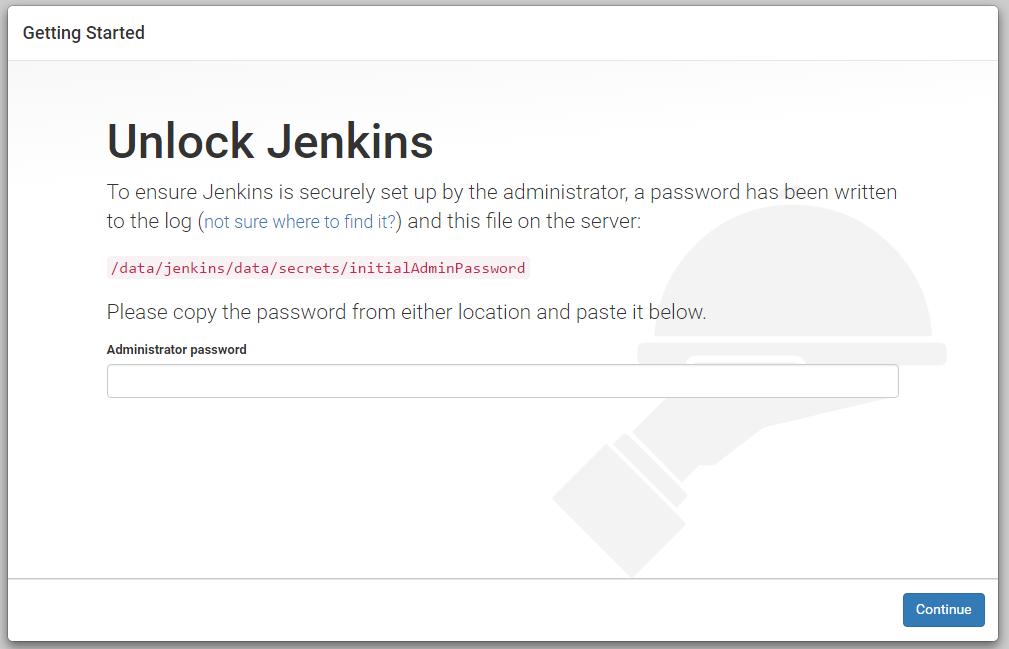 Getting Started
Unlock Jenkins
To ensure Jenkins is securely set up by the administrator, a password has been written
to the log (not sure where to find it?) and this file on the server:
/data/jenkins/data/secrets/initialAdminPassword
Please copy the password from either location and paste it below.
Administrator password
Continue